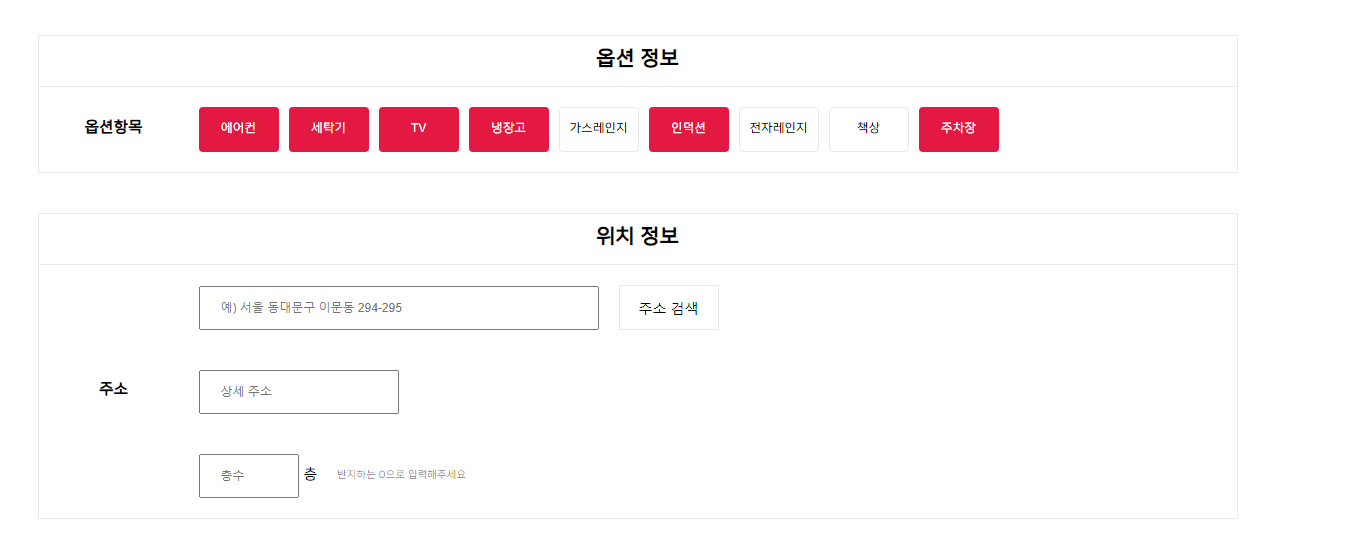 옵션 정보
옵션항목 에어컨 세탁기 TV 냉장고 가스레인지 인덕션 전자레인지 책상 주차장
위치 정보
예) 서울 동대문구 이문동 294-295 주소 검색
주소 상세 주소
층수 층 반지하는 0으로 입력해주세요